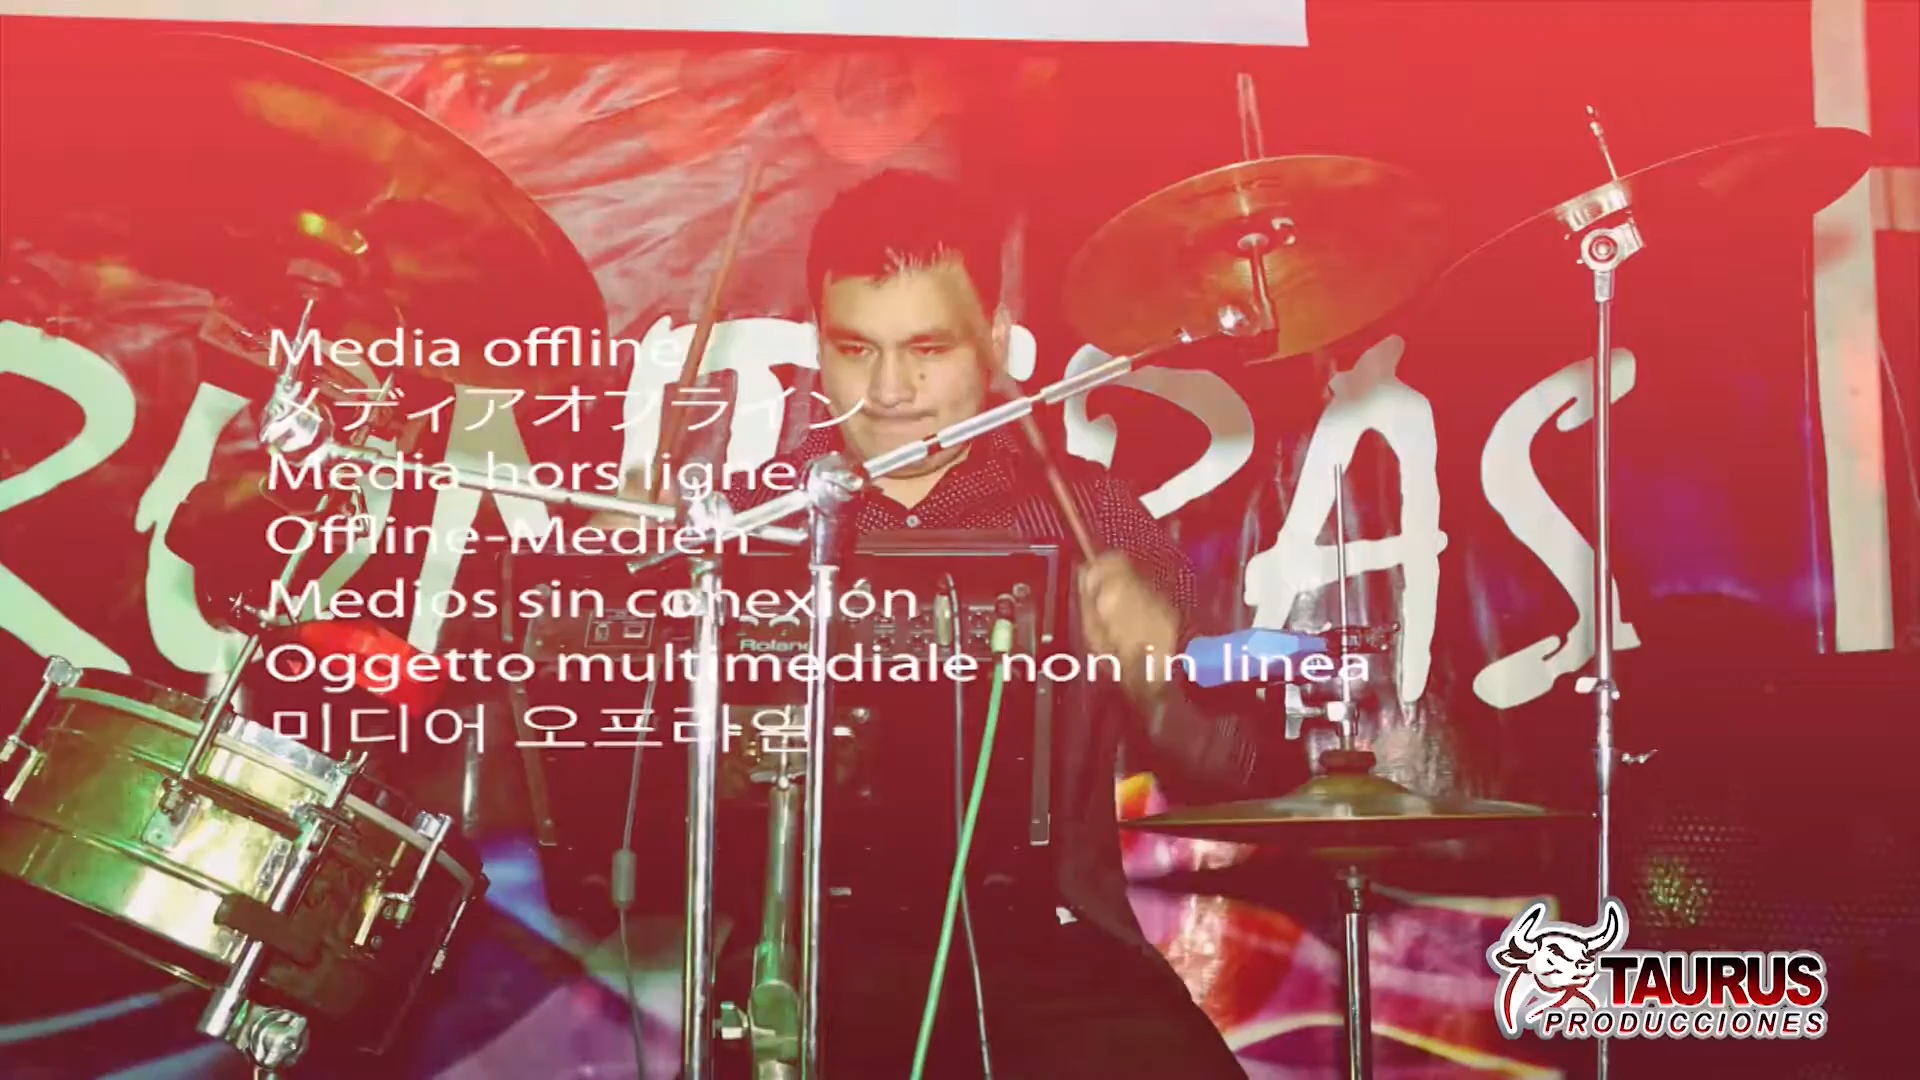 Media offline
メディアオフライン
Média hors ligne.
Offline-Medien
Medios sin conexión
Oggetto multimediale non in linea
미디어 오프라인
Roland
TAURUS
PRODUCCIONES